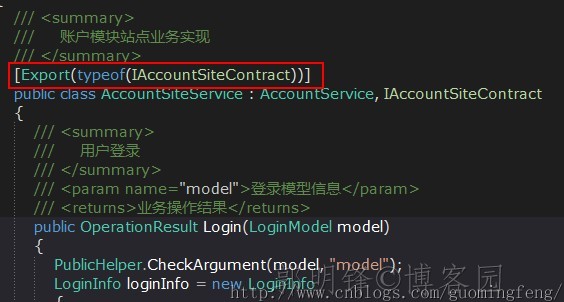 /// <summary>
/// 账户模块站点业务实现
/// </summary>
[Export(typeof(IAccountSiteContract))]
public class AccountSiteService : AccountService, IAccountSiteContract
{
/// <summary>
/// 用户登录
/// </summary>
/// <param name="model">登录模型信息</param>
/// <returns>业务操作结果</returns>
public OperationResult Login(LoginModel model)
{
PublicHelper.CheckArgument(model, "model");
LoginInfo loginInfo = new LoginInfo
{
郭明锋©博客园
http://www.cnblogs.com/guomingfeng/